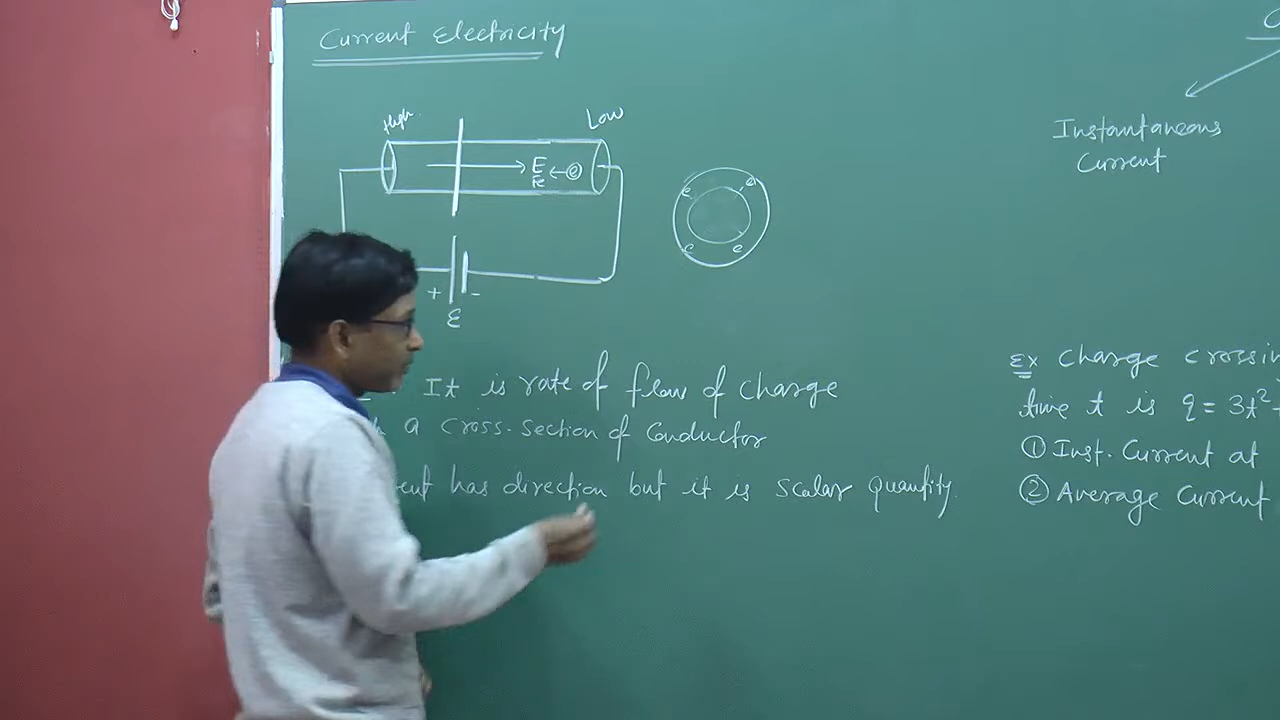 Current Electricity
High
Low
E
e
e e
e e
+ -
ε
It is rate of flow of charge
a cross-section of Conductor
has direction but it is scalar quantity.
Instantaneous
Current
Ex Charge
time t is q = 3t²
① Inst. Current at
② Average Current